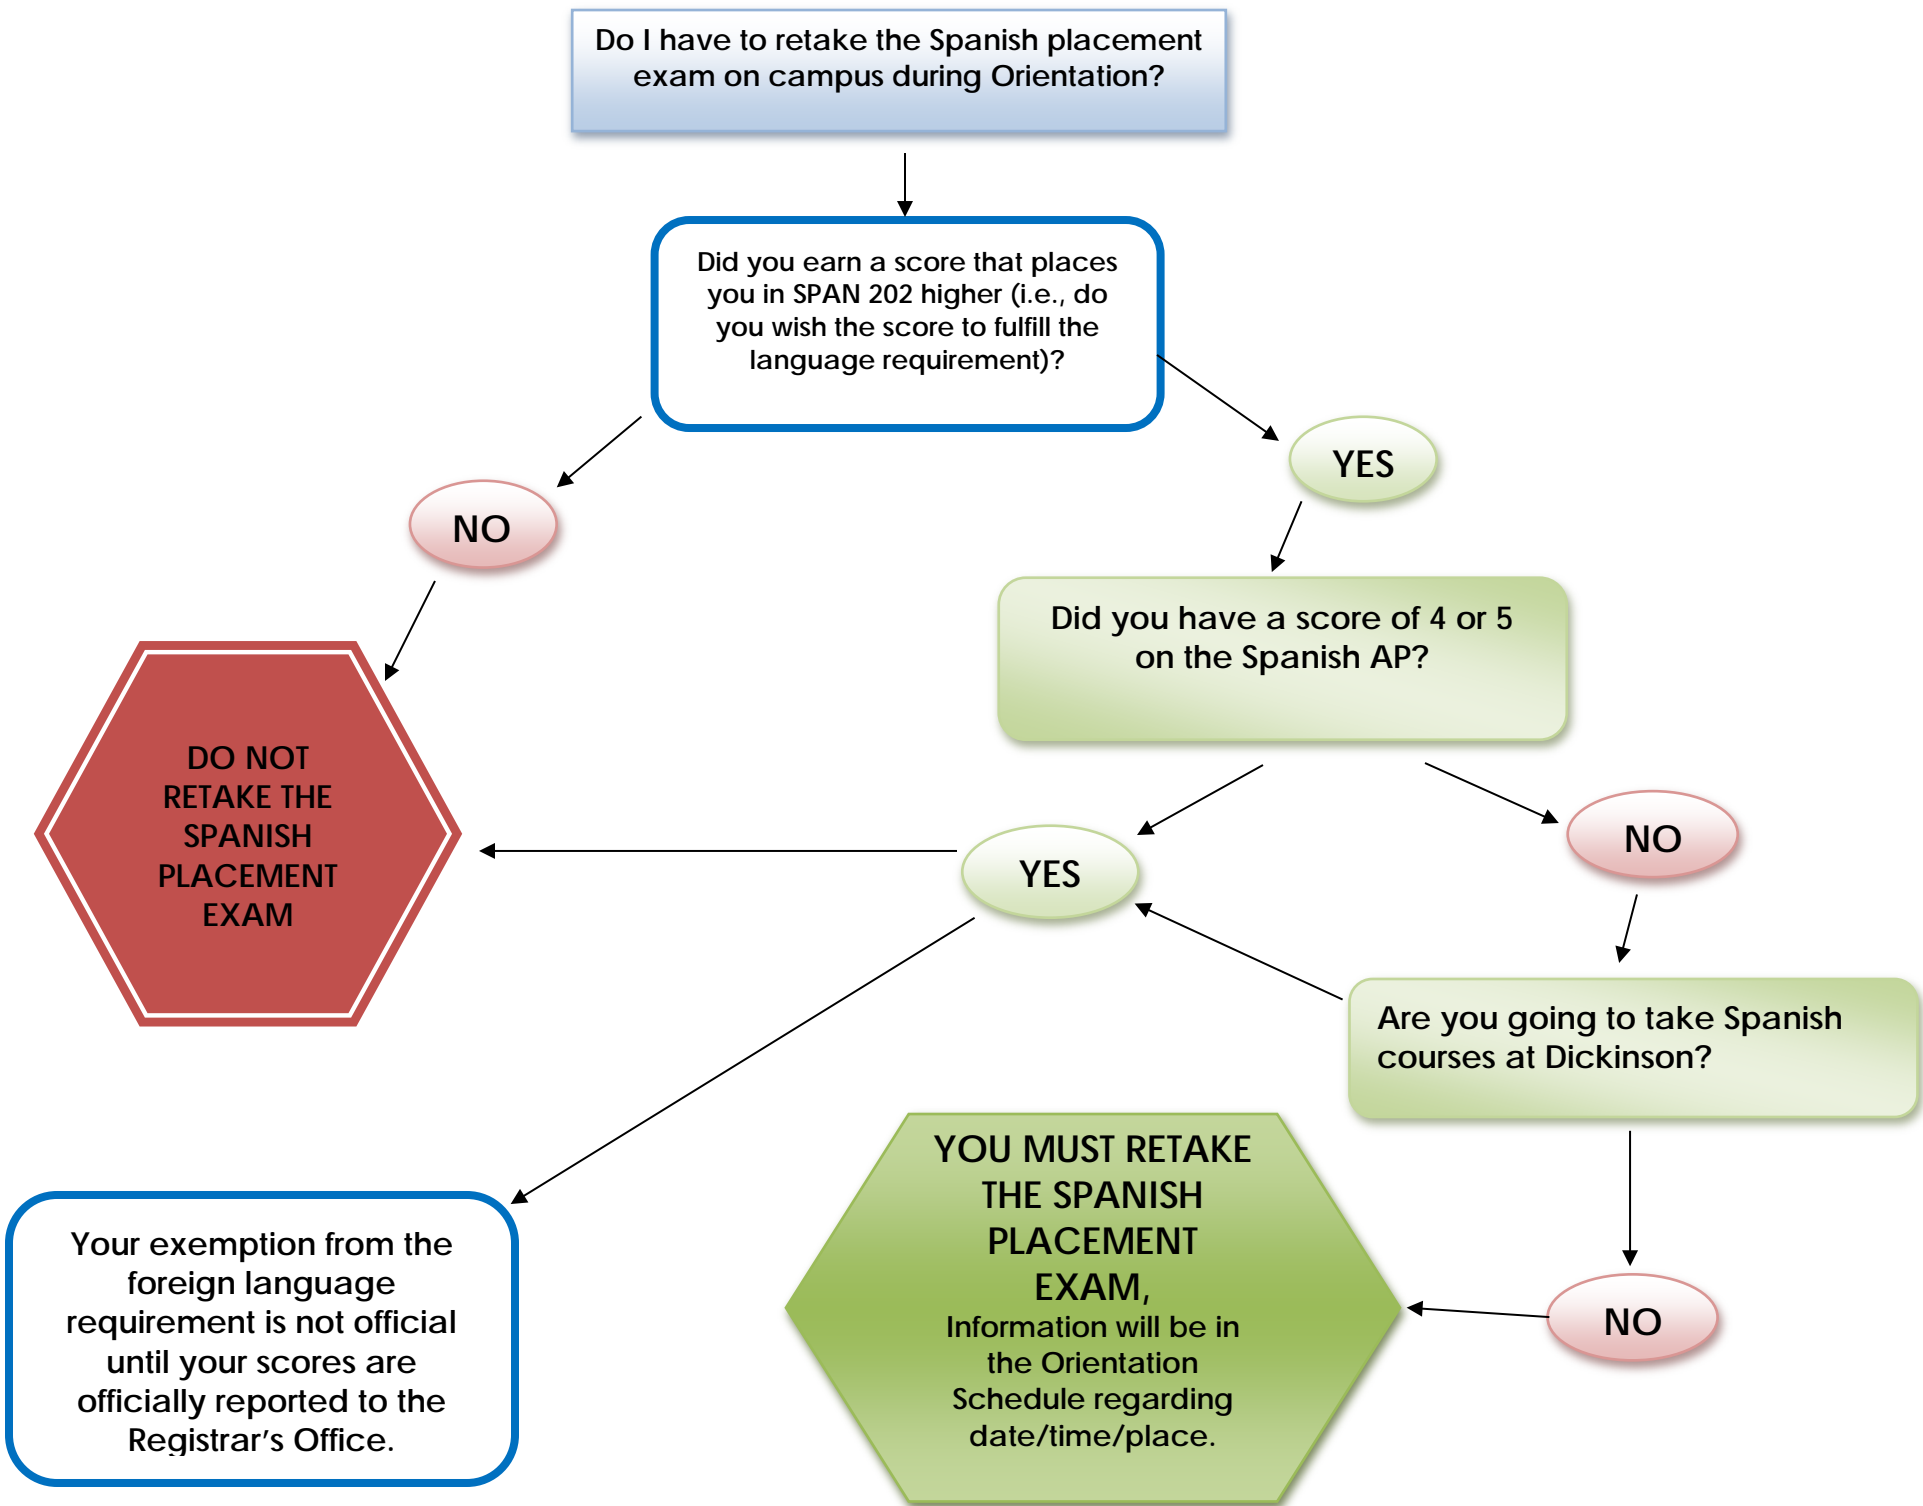 Do I have to retake the Spanish placement
exam on campus during Orientation?
Did you earn a score that places
you in SPAN 202 higher (i.e., do
you wish the score to fulfill the
language requirement)?
YES
NO
Did you have a score of 4 or 5
on the Spanish AP?
DO NOT
RETAKE THE
SPANISH
PLACEMENT
EXAM
YES
NO
Are you going to take Spanish
courses at Dickinson?
YOU MUST RETAKE
THE SPANISH
PLACEMENT
EXAM,
Information will be in
the Orientation
Schedule regarding
date/time/place.
NO
Your exemption from the
foreign language
requirement is not official
until your scores are
officially reported to the
Registrar’s Office.